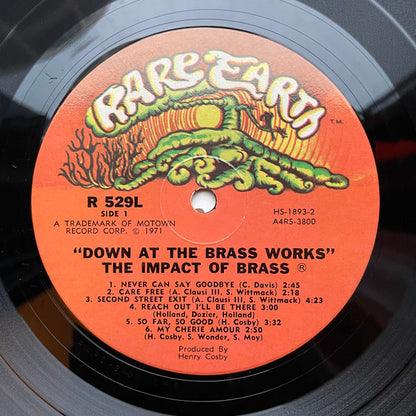 RARE EARTH
T.M.
R 529L
SIDE 1
A TRADEMARK OF MOTOWN
RECORD CORP. © 1971
HS-1893-2
A4RS-3800
"DOWN AT THE BRASS WORKS"
THE IMPACT OF BRASS ®
1. NEVER CAN SAY GOODBYE (C. Davis) 2:45
2. CARE FREE (A. Clausi III, S. Wittmack) 2:18
3. SECOND STREET EXIT (A. Clausi III, S. Wittmack) 4:23
4. REACH OUT I'LL BE THERE 3:00
(Holland, Dozier, Holland)
5. SO FAR, SO GOOD (H. Cosby) 3:32
6. MY CHERIE AMOUR 2:50
(H. Cosby, S. Wonder, S. Moy)
Produced By
Henry Cosby